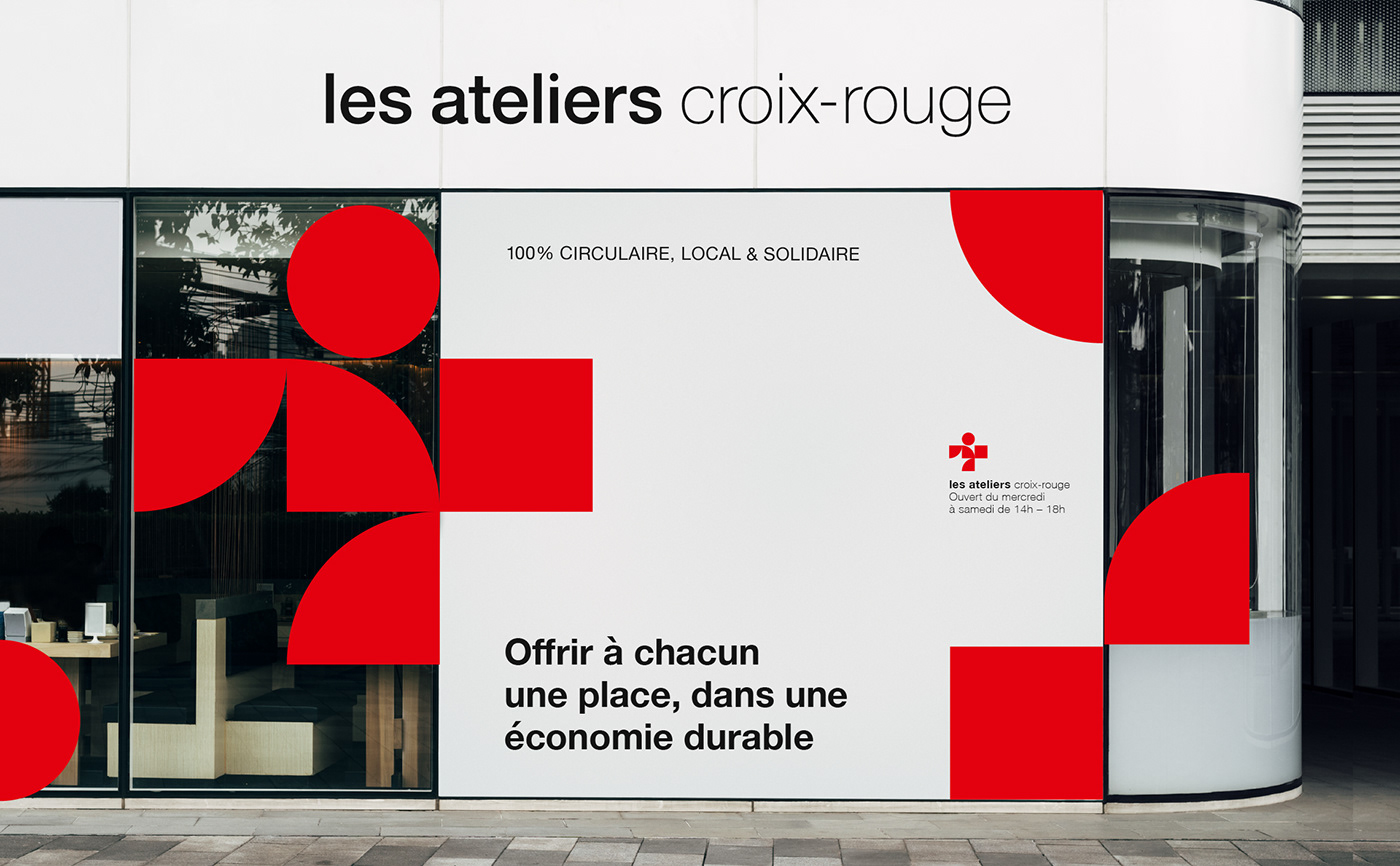 les ateliers croix-rouge
100% CIRCULAIRE, LOCAL & SOLIDAIRE
les ateliers croix-rouge
Ouvert du mercredi
à samedi de 14h – 18h
Offrir à chacun
une place, dans une
économie durable